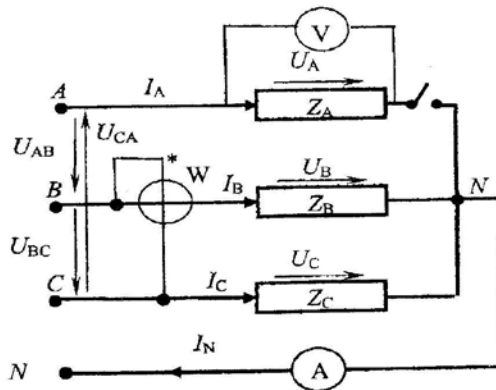 V
U_A
A I_A Z_A
U_AB U_CA
* W I_B U_B
B Z_B N
U_BC
U_C
C I_C Z_C
I_N
N A